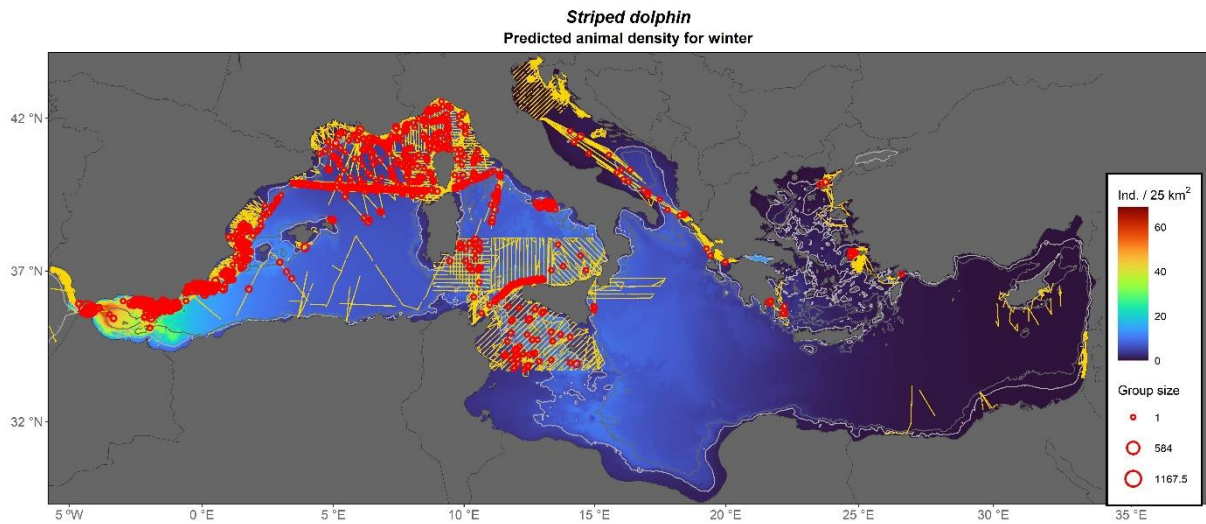 Striped dolphin
Predicted animal density for winter
42 °N
37 °N
32 °N
5 °W
0 °E
5 °E
10 °E
15 °E
20 °E
25 °E
30 °E
35 °E
Ind. / 25 km²
60
40
20
0
Group size
1
584
1167.5